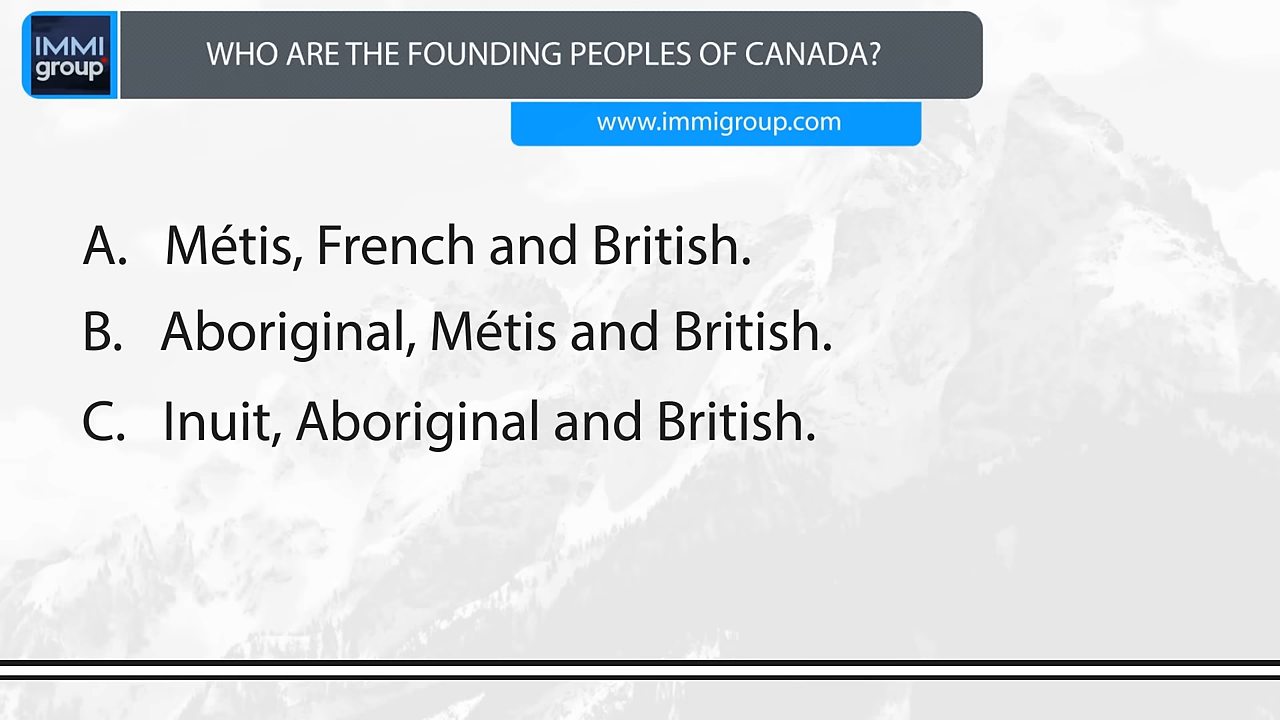 IMMI
group
WHO ARE THE FOUNDING PEOPLES OF CANADA?
www.immigroup.com
A. Métis, French and British.
B. Aboriginal, Métis and British.
C. Inuit, Aboriginal and British.